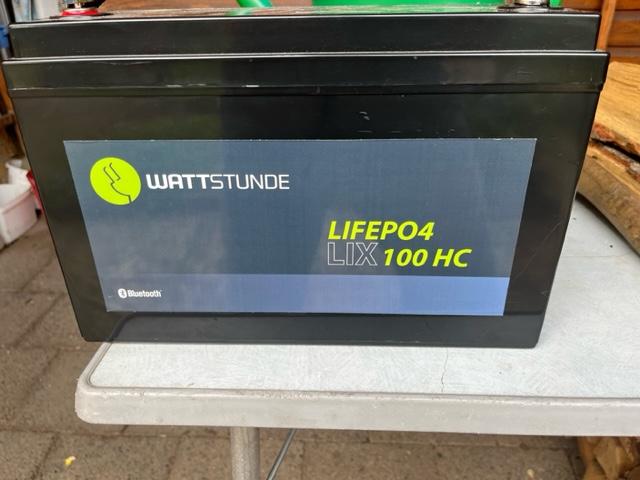 WATTSTUNDE
LIFEPO4
LIX 100 HC
Bluetooth